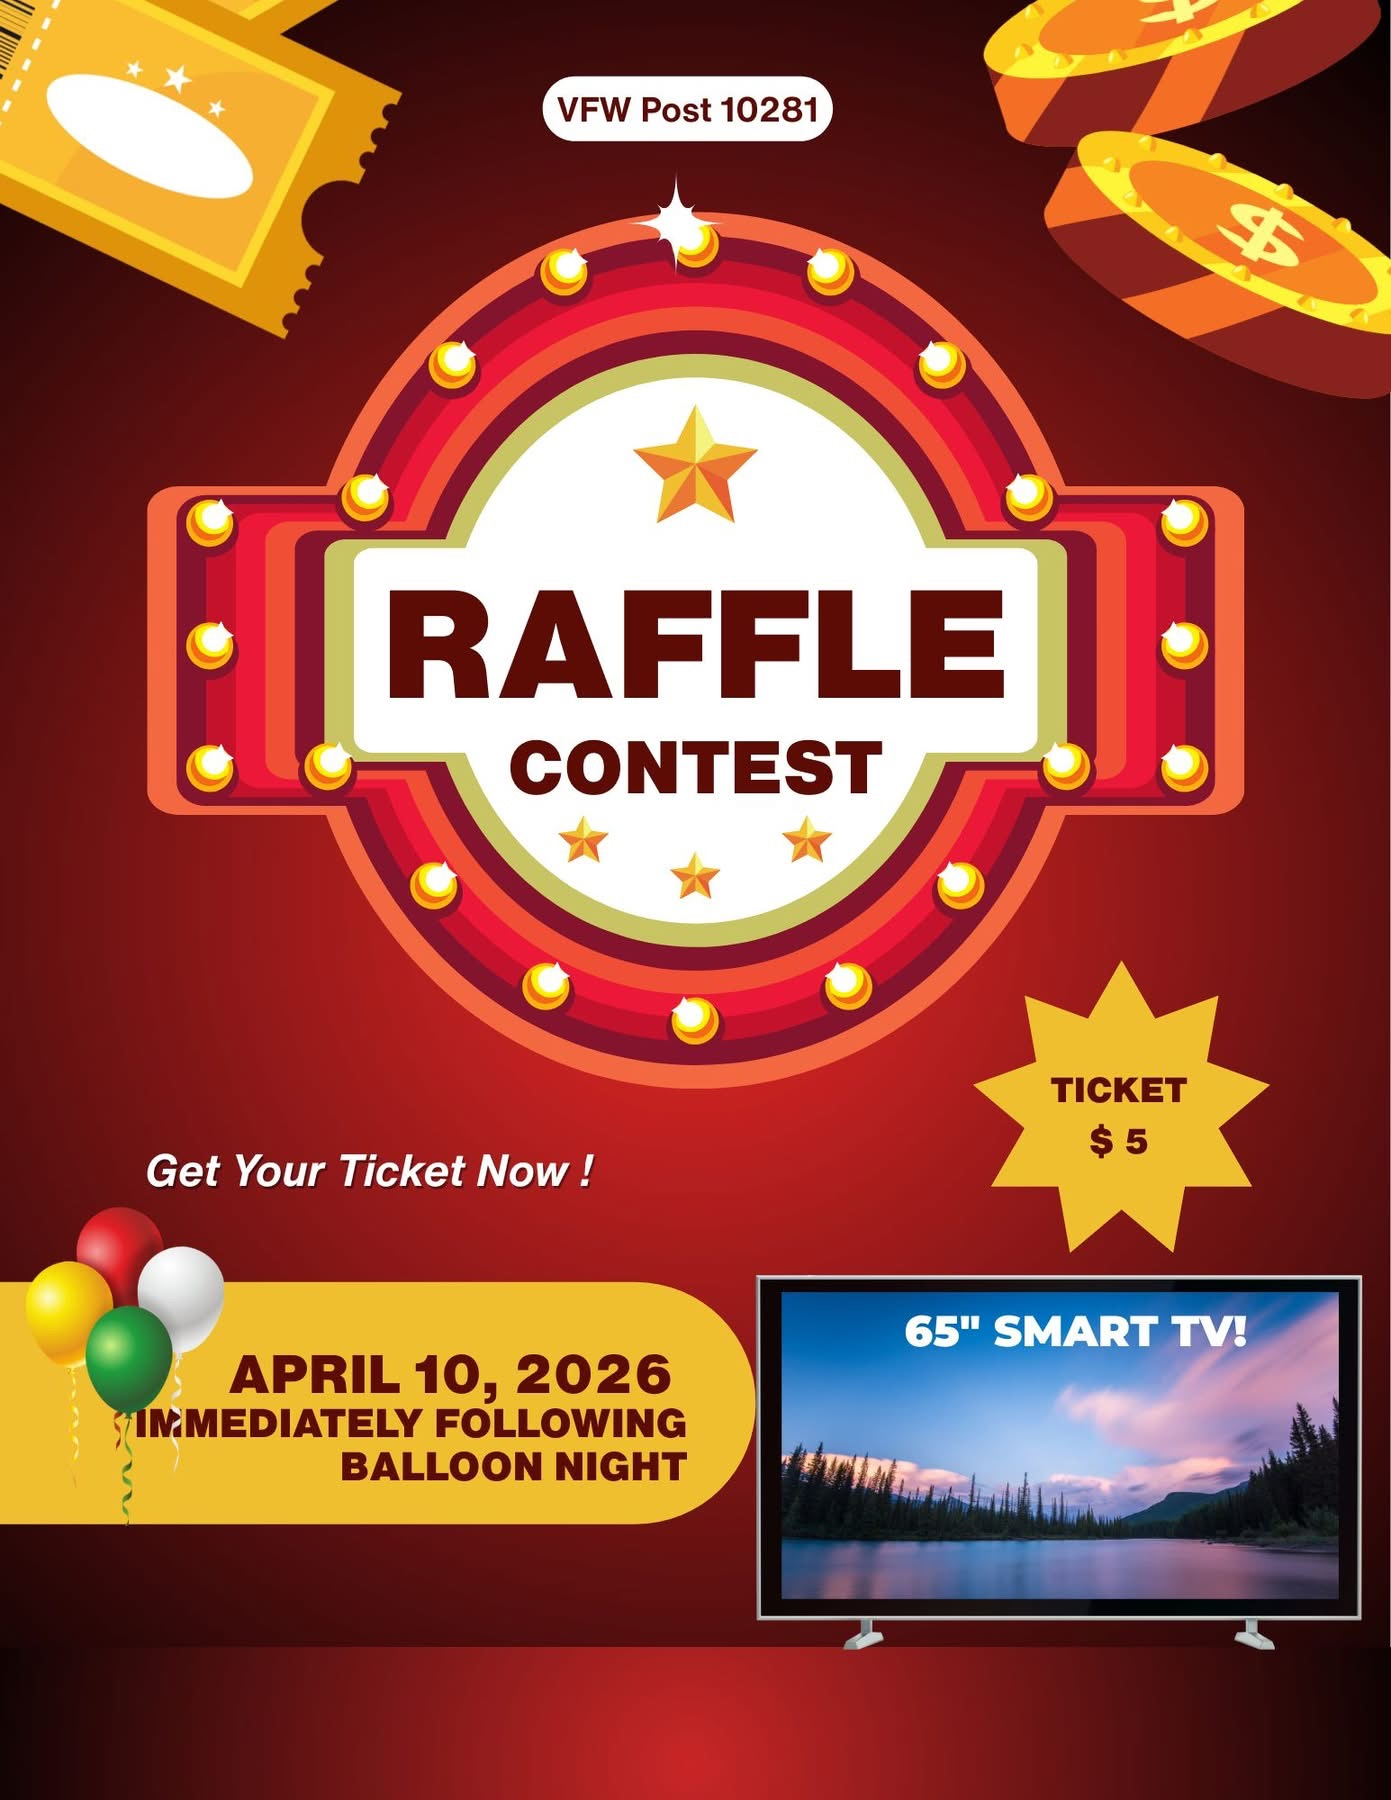 VFW Post 10281
RAFFLE
CONTEST
TICKET
$ 5
Get Your Ticket Now !
65" SMART TV!
APRIL 10, 2026
IMMEDIATELY FOLLOWING
BALLOON NIGHT
$
$